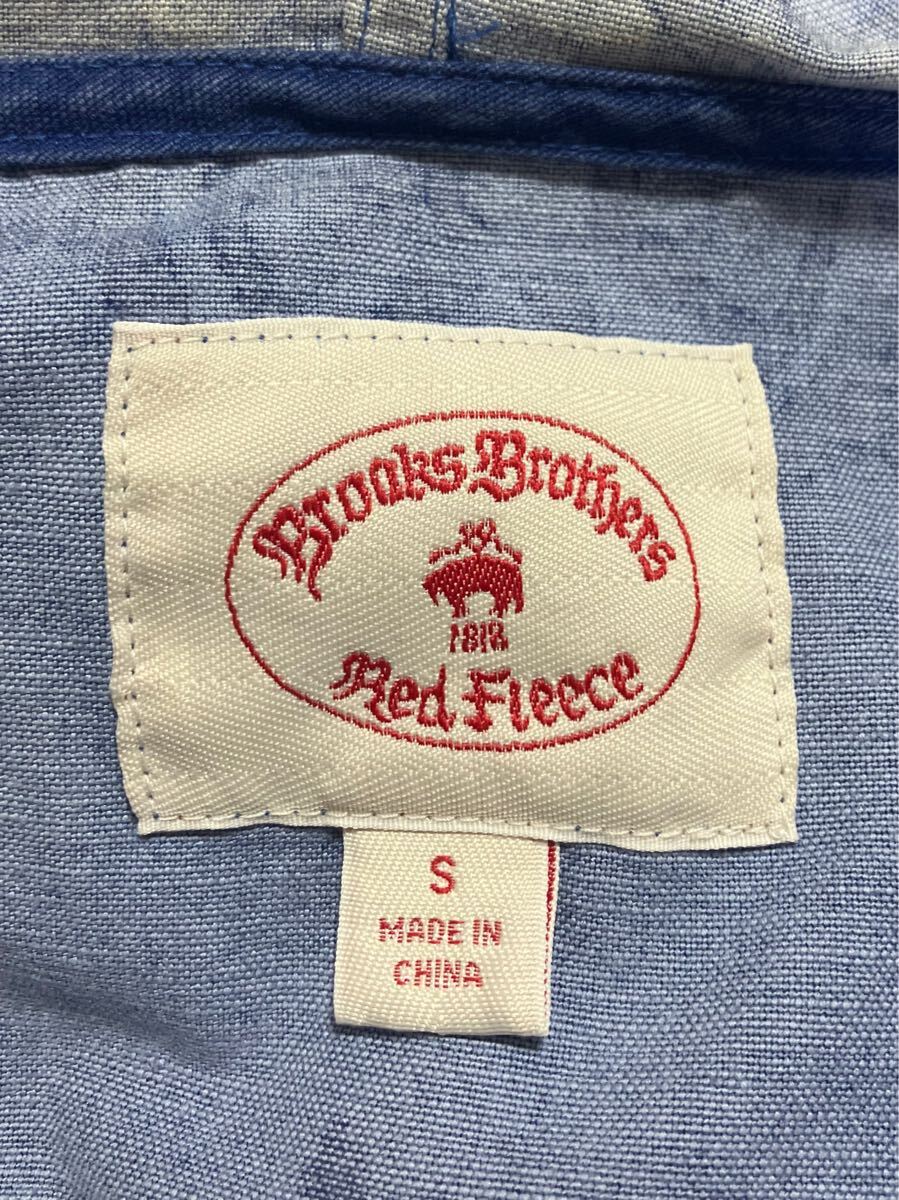 Brooks Brothers
1818
Red Fleece
S
MADE IN
CHINA